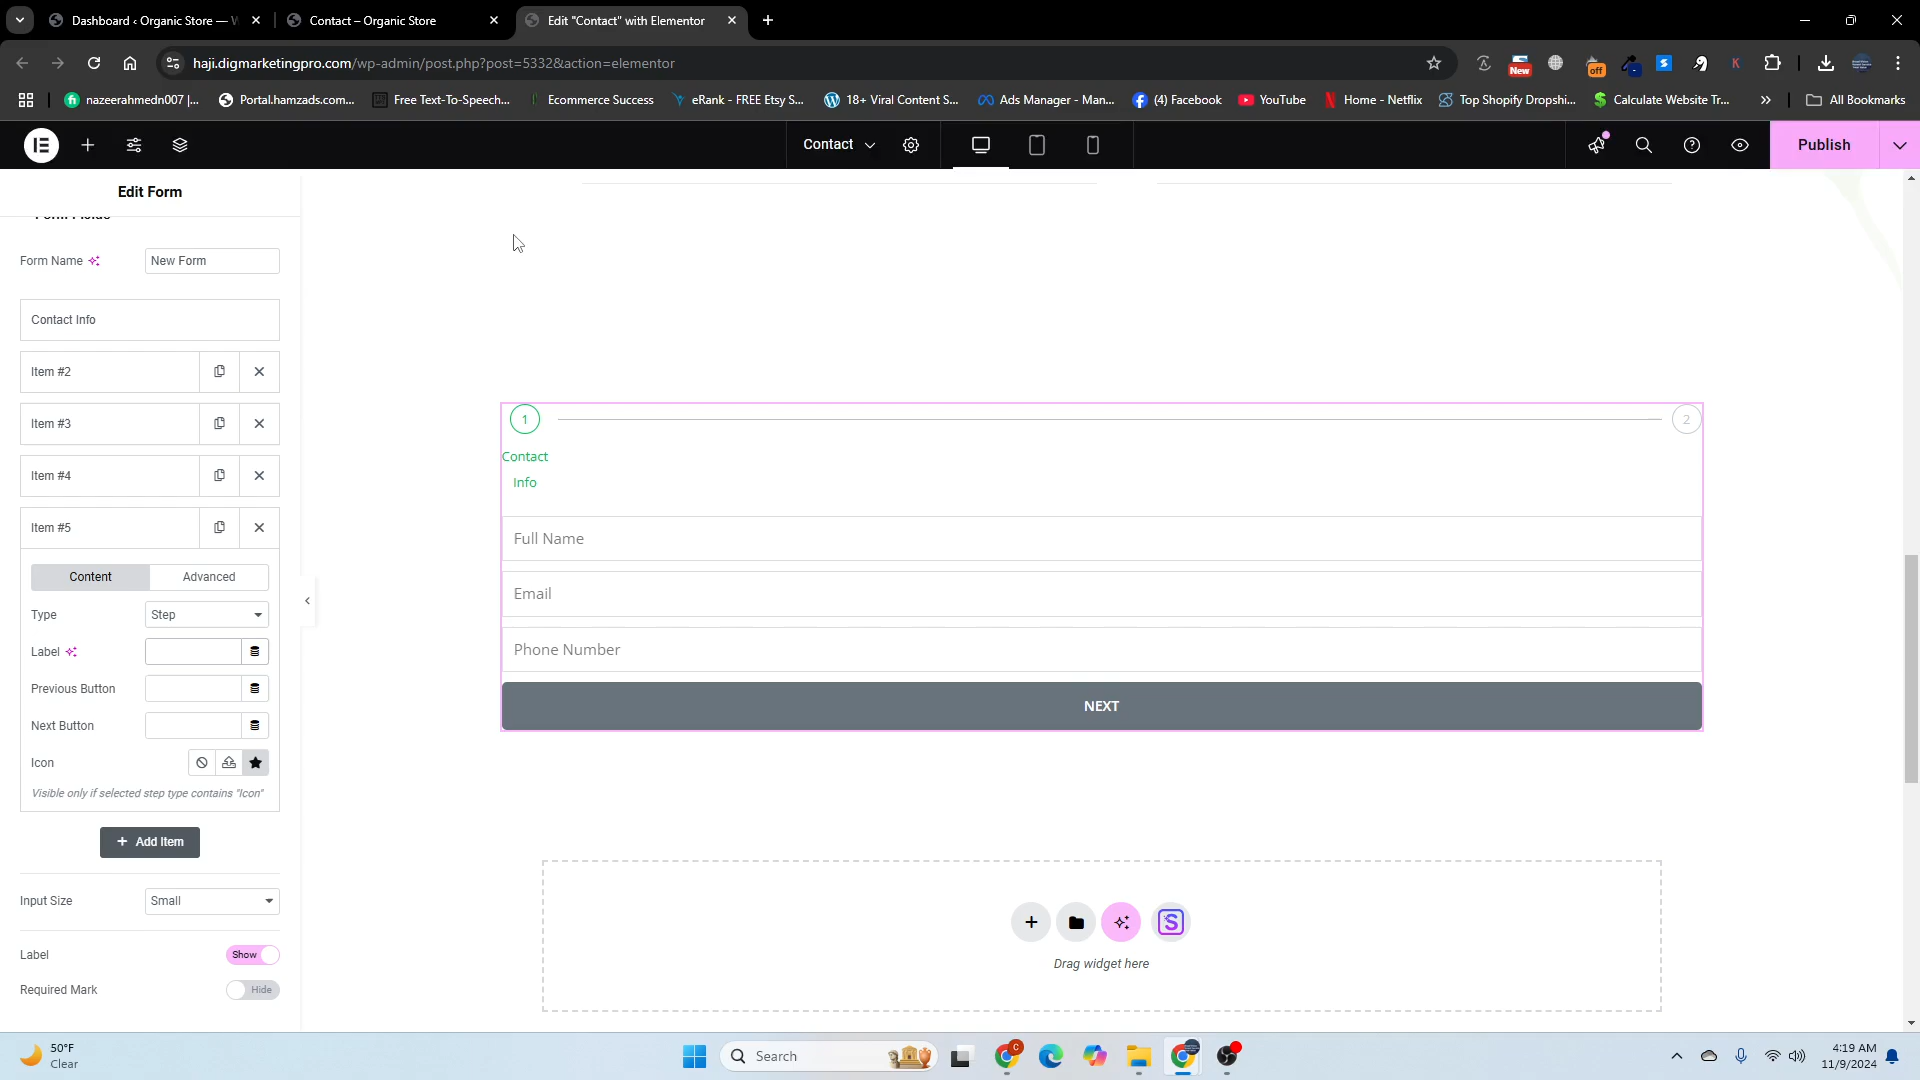 Dashboard ‹ Organic Store — W
Contact – Organic Store
Edit "Contact" with Elementor
haji.digmarketingpro.com/wp-admin/post.php?post=5332&action=elementor
New
off
nazeerahmedn007 |...
Portal.hamzads.com...
Free Text-To-Speech...
Ecommerce Success
eRank - FREE Etsy S...
18+ Viral Content S...
Ads Manager - Man...
(4) Facebook
YouTube
Home - Netflix
Top Shopify Dropshi...
Calculate Website Tr...
All Bookmarks
Contact
Publish
Edit Form
Form Fields
Form Name
New Form
Contact Info
Item #2
Item #3
Item #4
Item #5
Content
Advanced
Type
Step
Label
Previous Button
Next Button
Icon
Visible only if selected step type contains "Icon"
+ Add Item
Input Size
Small
Label
Show
Required Mark
Hide
1
2
Contact
Info
Full Name
Email
Phone Number
NEXT
Drag widget here
50°F
Clear
Search
4:19 AM
11/9/2024